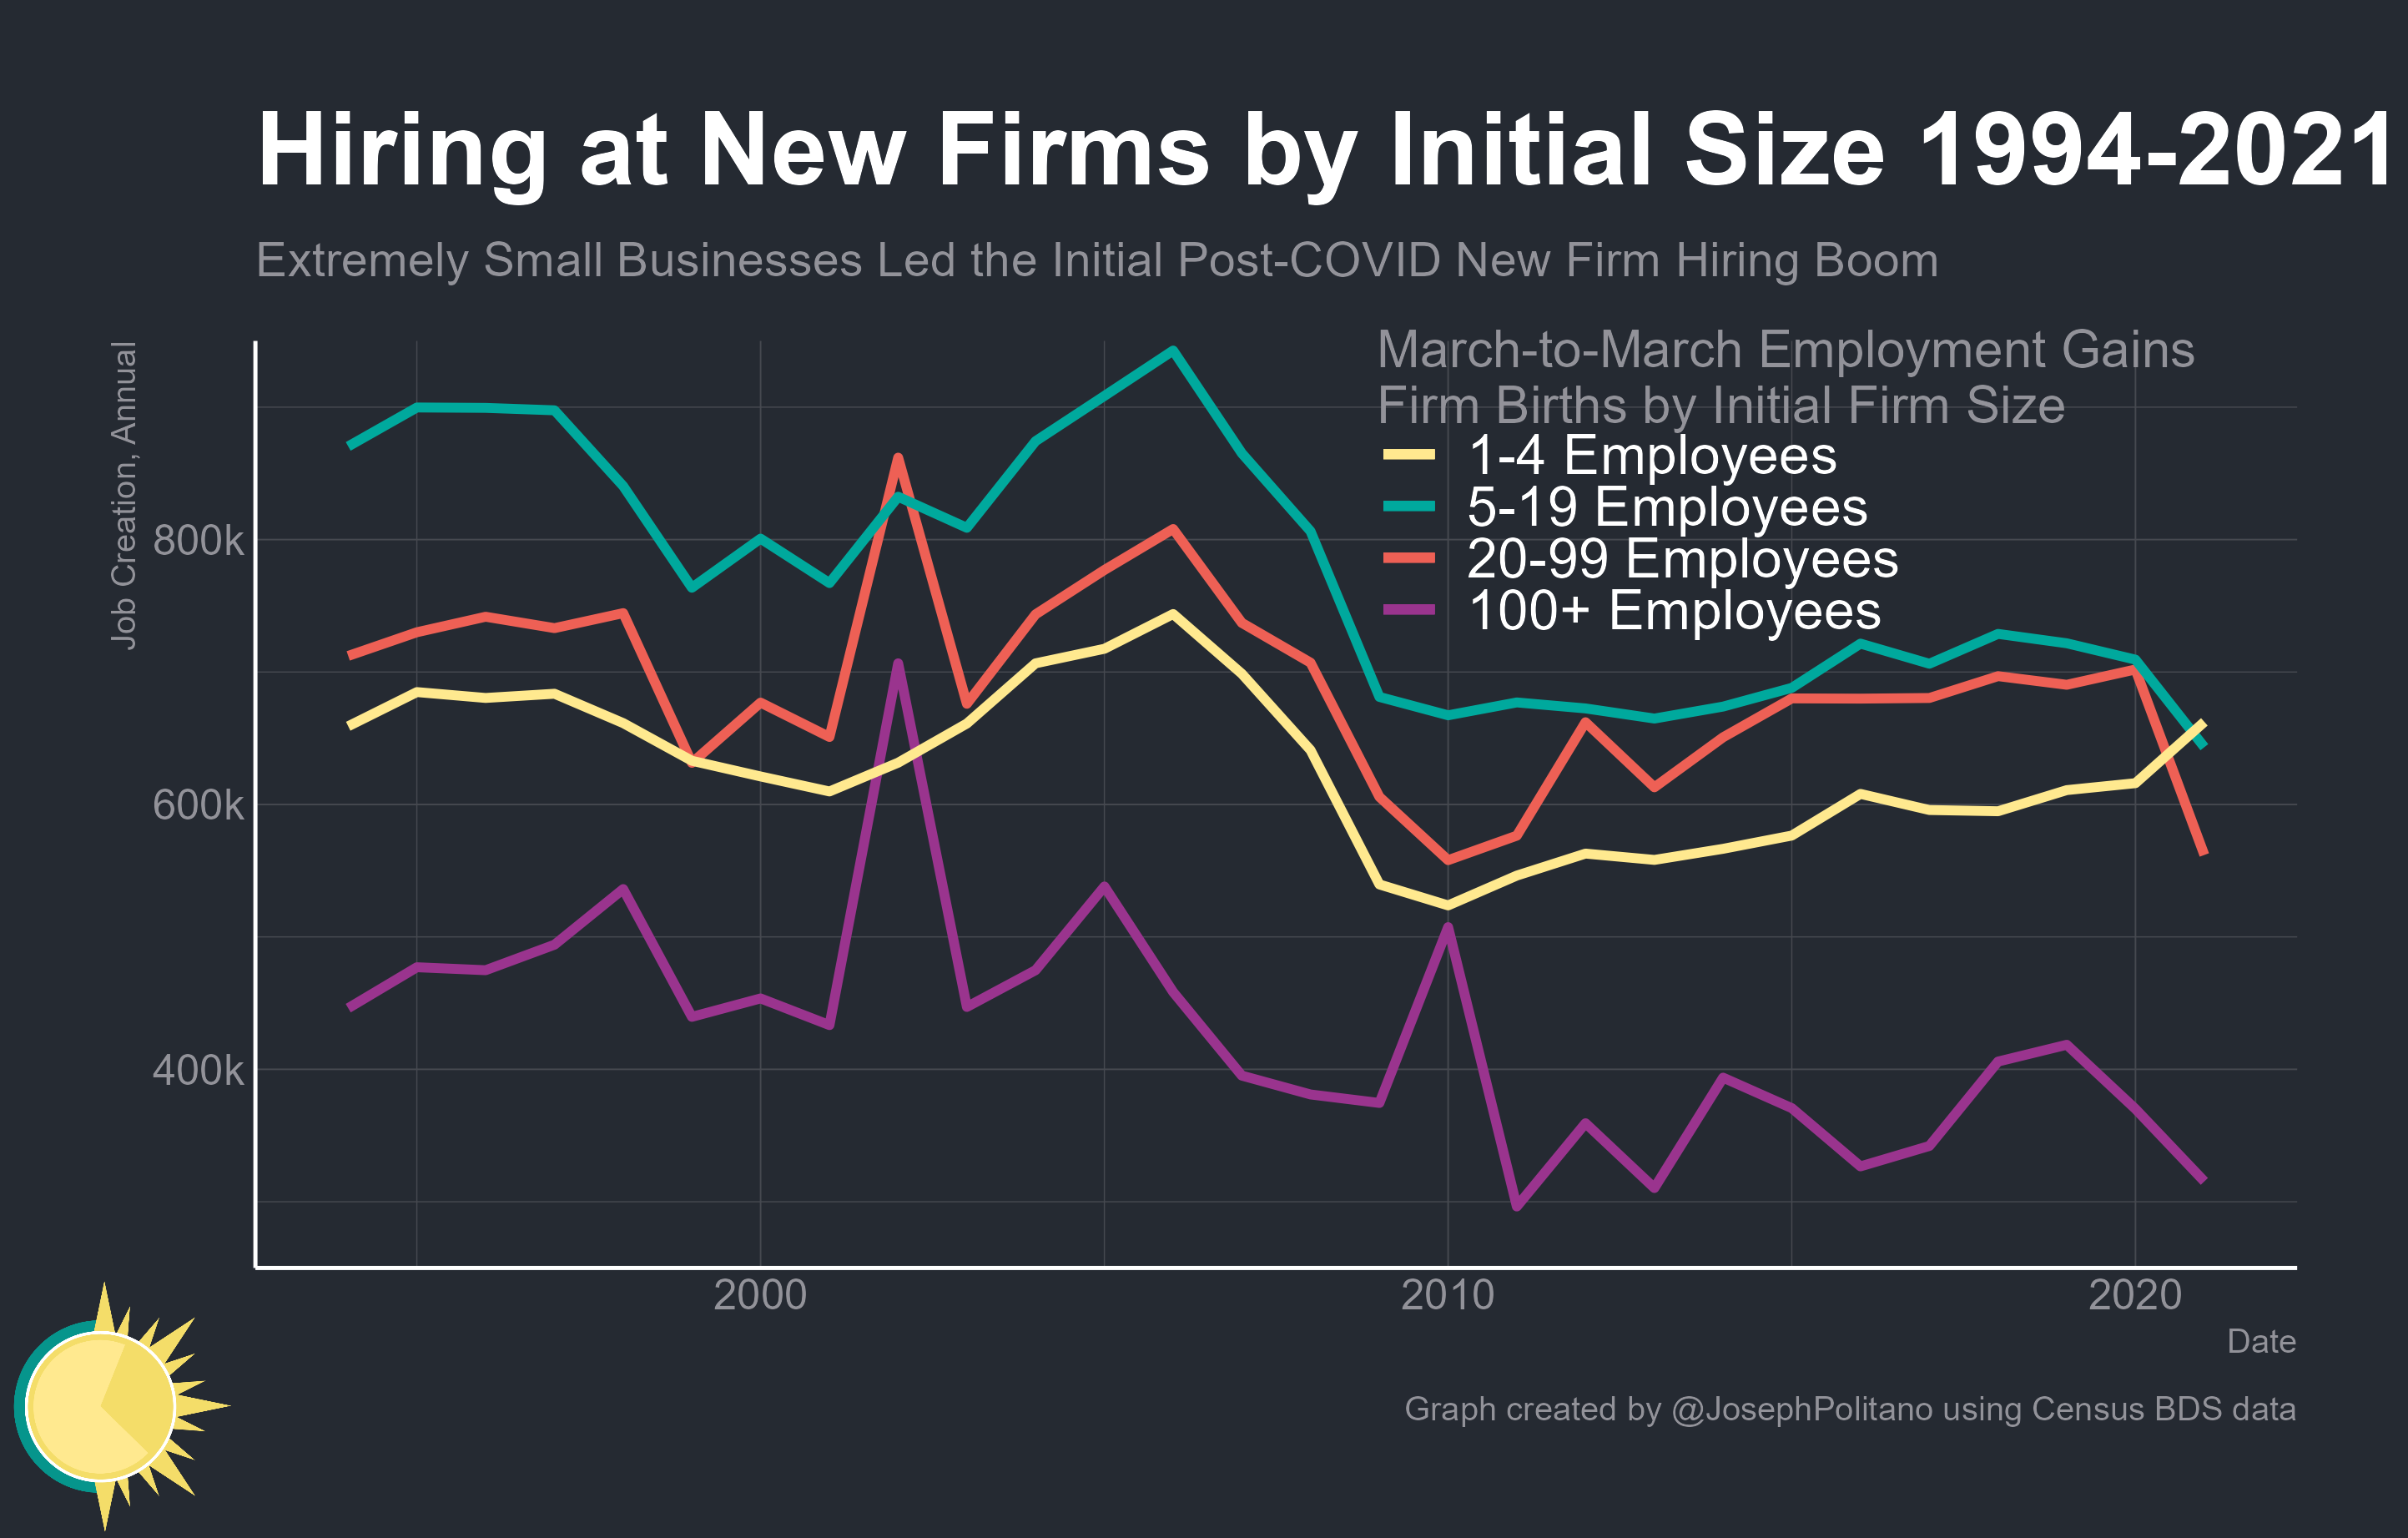 Hiring at New Firms by Initial Size 1994-2021
Extremely Small Businesses Led the Initial Post-COVID New Firm Hiring Boom
Job Creation, Annual
March-to-March Employment Gains
Firm Births by Initial Firm Size
1-4 Employees
5-19 Employees
20-99 Employees
100+ Employees
800k
600k
400k
2000
2010
2020
Date
Graph created by @JosephPolitano using Census BDS data